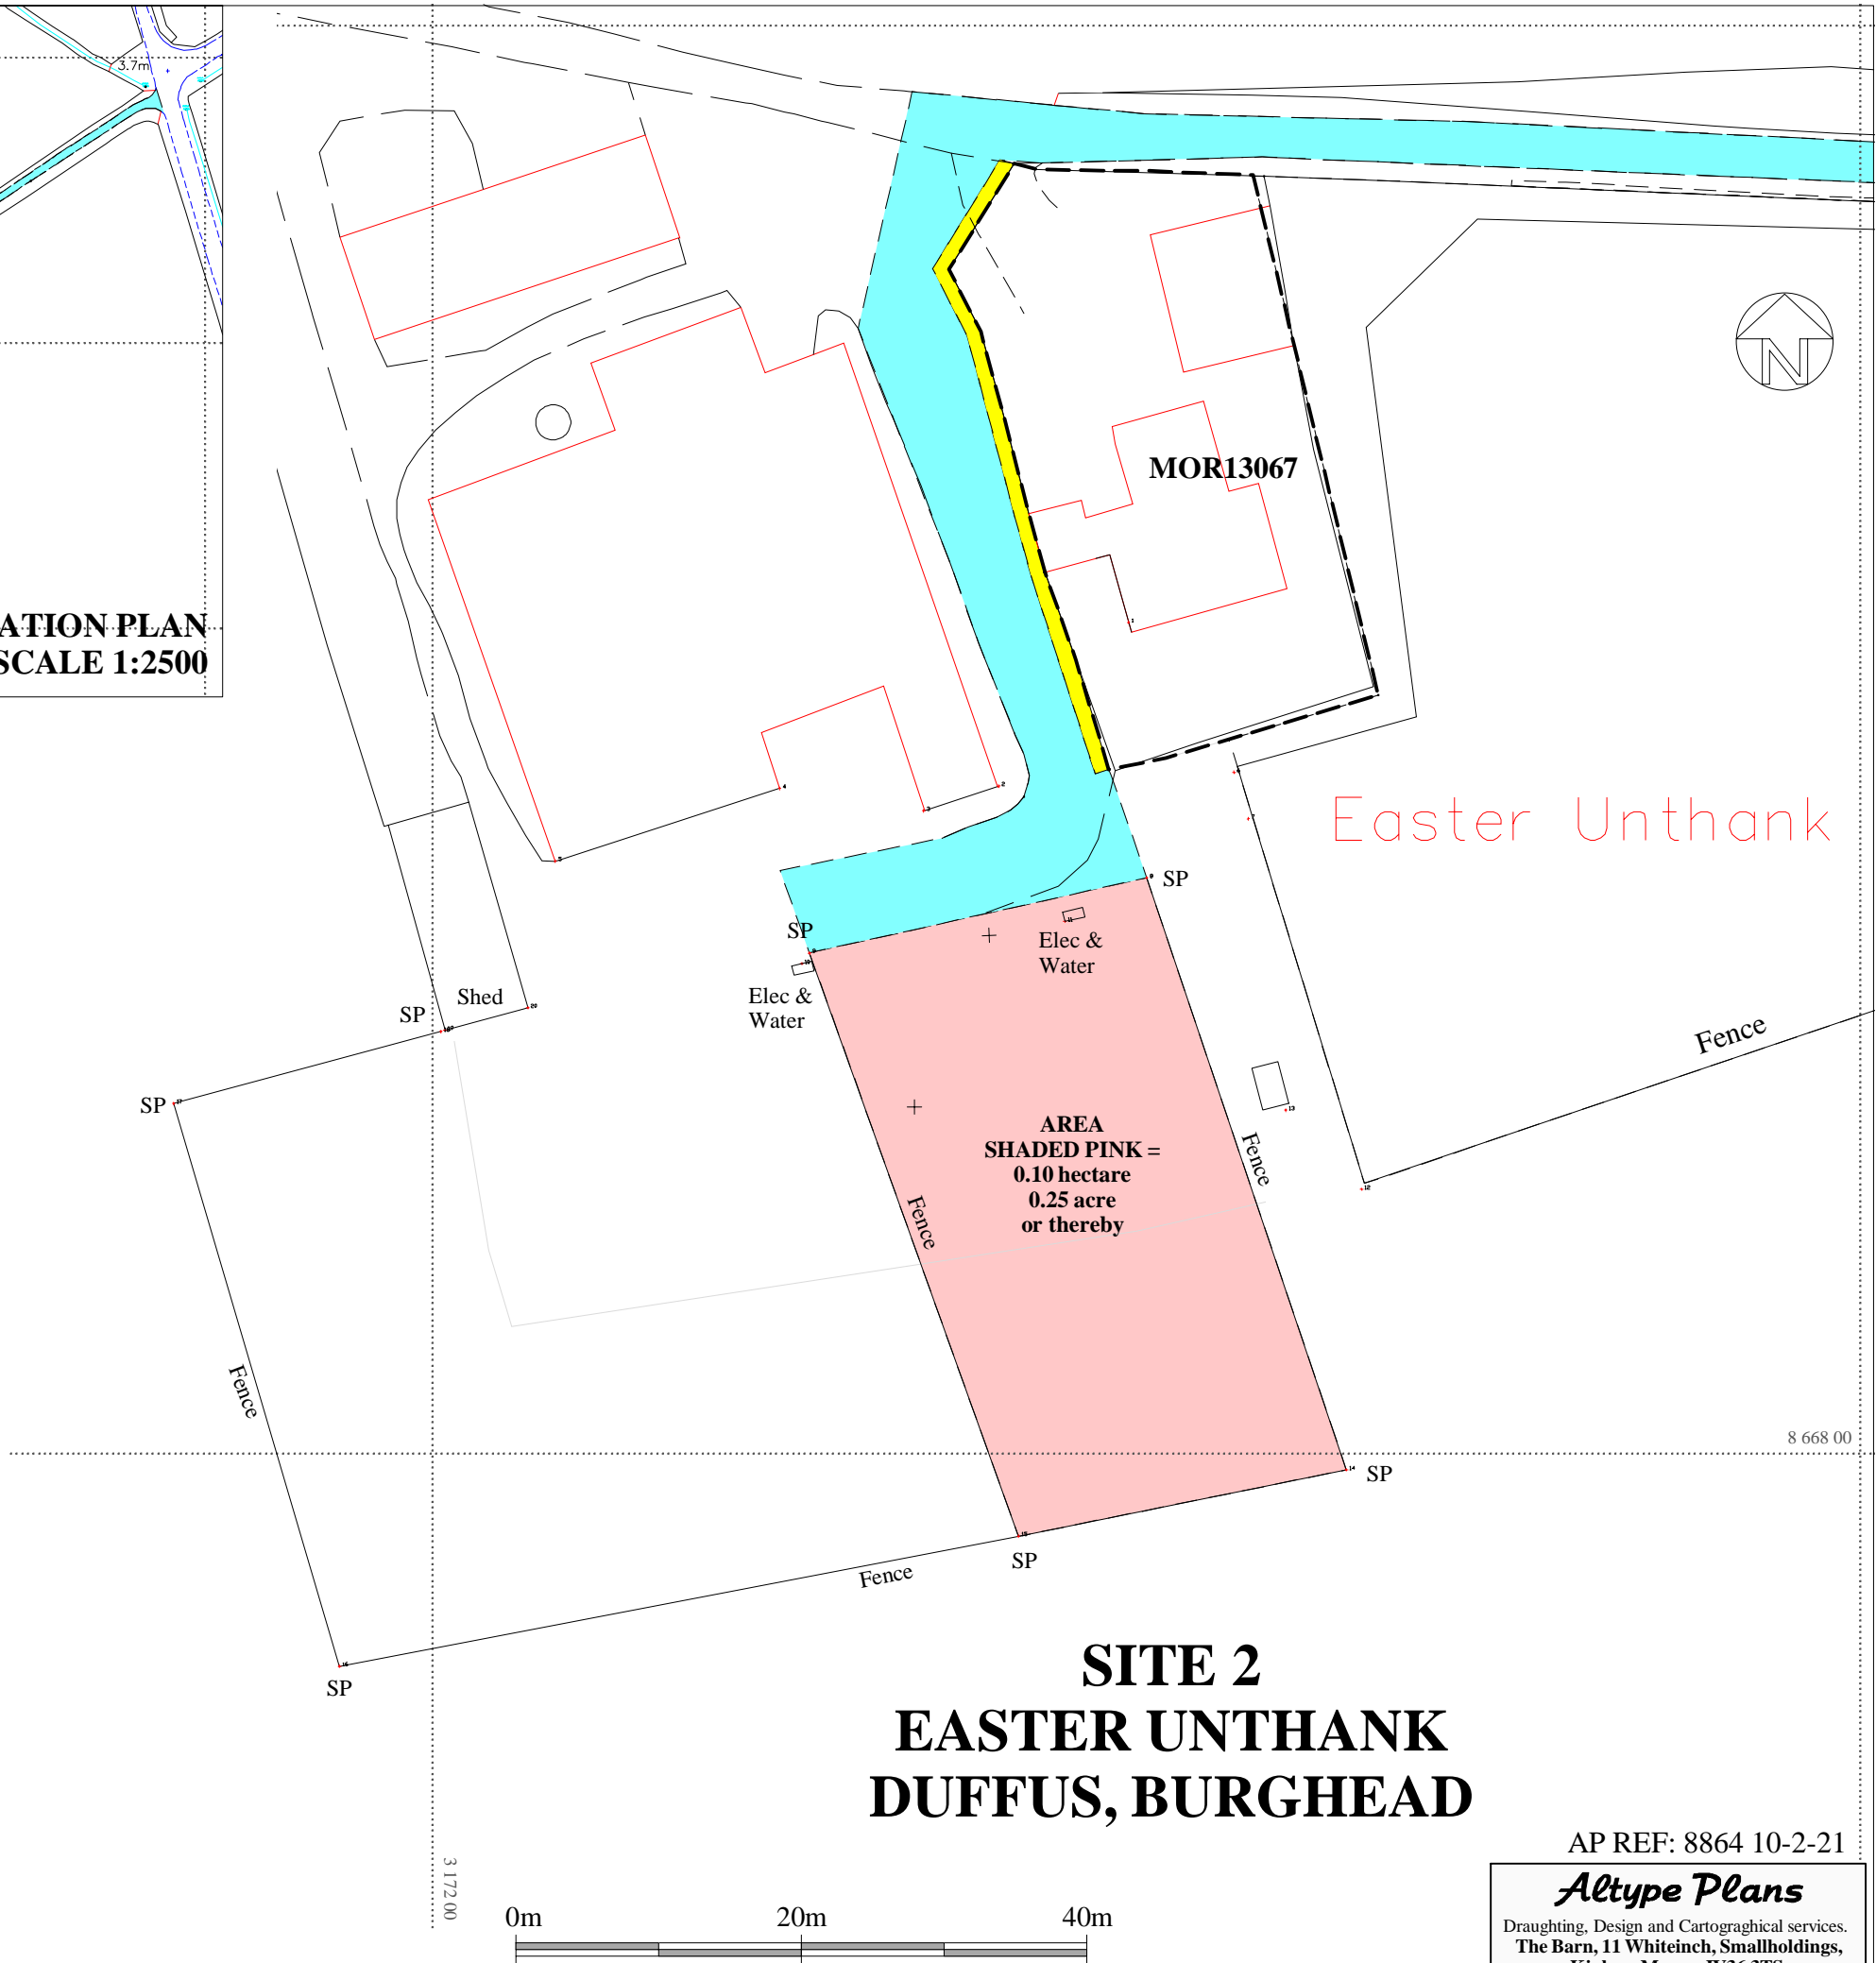 3.7m
ATION PLAN
SCALE 1:2500
MOR13067
N
Easter Unthank
SP
SP
Elec &
Water
Elec &
Water
Shed
SP
SP
Fence
AREA
SHADED PINK =
0.10 hectare
0.25 acre
or thereby
Fence
Fence
Fence
8 668 00
SP
SP
Fence
SP
SITE 2
EASTER UNTHANK
DUFFUS, BURGHEAD
AP REF: 8864 10-2-21
3 172 00
0m 20m 40m
Altype Plans
Draughting, Design and Cartograghical services.
The Barn, 11 Whiteinch, Smallholdings,